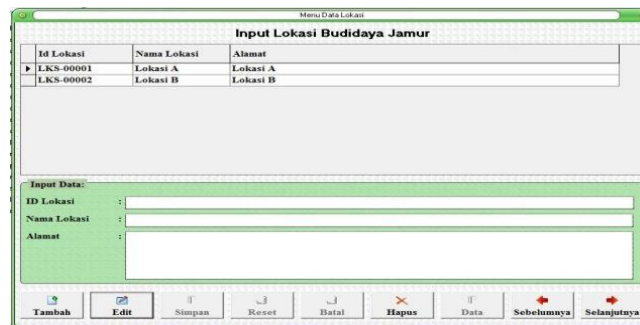 Menu Data Lokasi
Input Lokasi Budidaya Jamur
Id Lokasi Nama Lokasi Alamat
LKS-00001 Lokasi A Lokasi A
LKS-00002 Lokasi B Lokasi B
Input Data:
ID Lokasi :
Nama Lokasi :
Alamat :
Tambah Edit Simpan Reset Batal Hapus Data Sebelumnya Selanjutnya